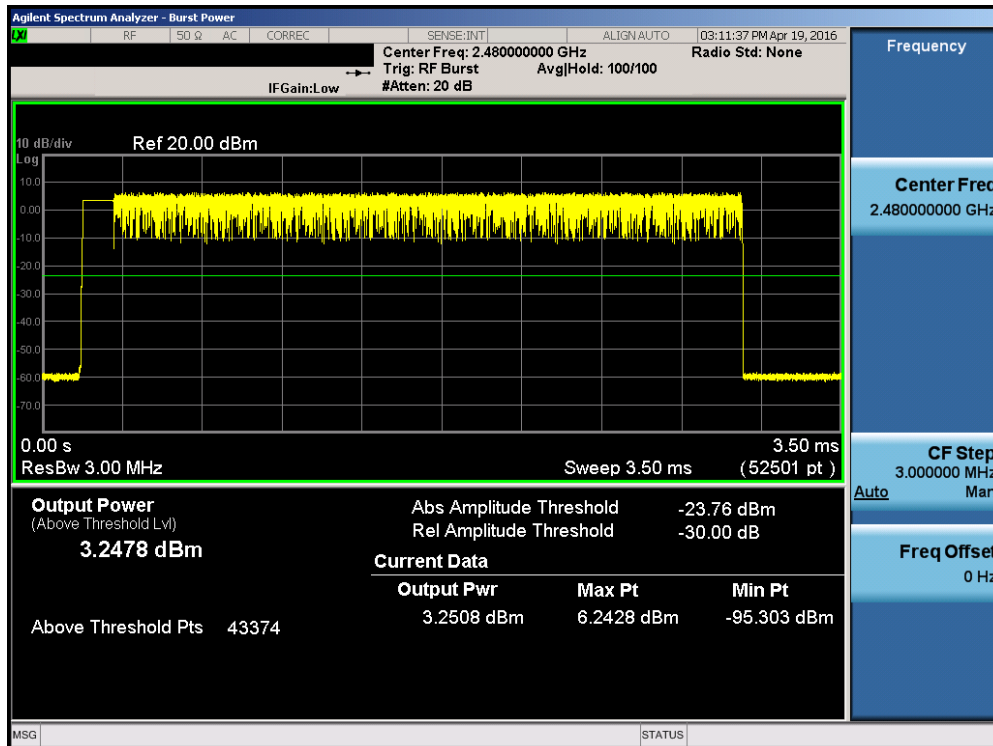 Agilent Spectrum Analyzer - Burst Power
LXI RF 50 Ω AC CORREC SENSE:INT ALIGN AUTO 03:11:37 PM Apr 19, 2016
Center Freq: 2.480000000 GHz Radio Std: None
Trig: RF Burst Avg|Hold: 100/100
IFGain:Low #Atten: 20 dB
10 dB/div Ref 20.00 dBm
Log
10.0
0.00
-10.0
-20.0
-30.0
-40.0
-50.0
-60.0
-70.0
0.00 s 3.50 ms
ResBw 3.00 MHz Sweep 3.50 ms (52501 pt )
Output Power
(Above Threshold Lvl)
3.2478 dBm
Above Threshold Pts 43374
Abs Amplitude Threshold -23.76 dBm
Rel Amplitude Threshold -30.00 dB
Current Data
Output Pwr Max Pt Min Pt
3.2508 dBm 6.2428 dBm -95.303 dBm
Frequency
Center Freq
2.480000000 GHz
CF Step
3.000000 MHz
Auto Man
Freq Offset
0 Hz
MSG STATUS